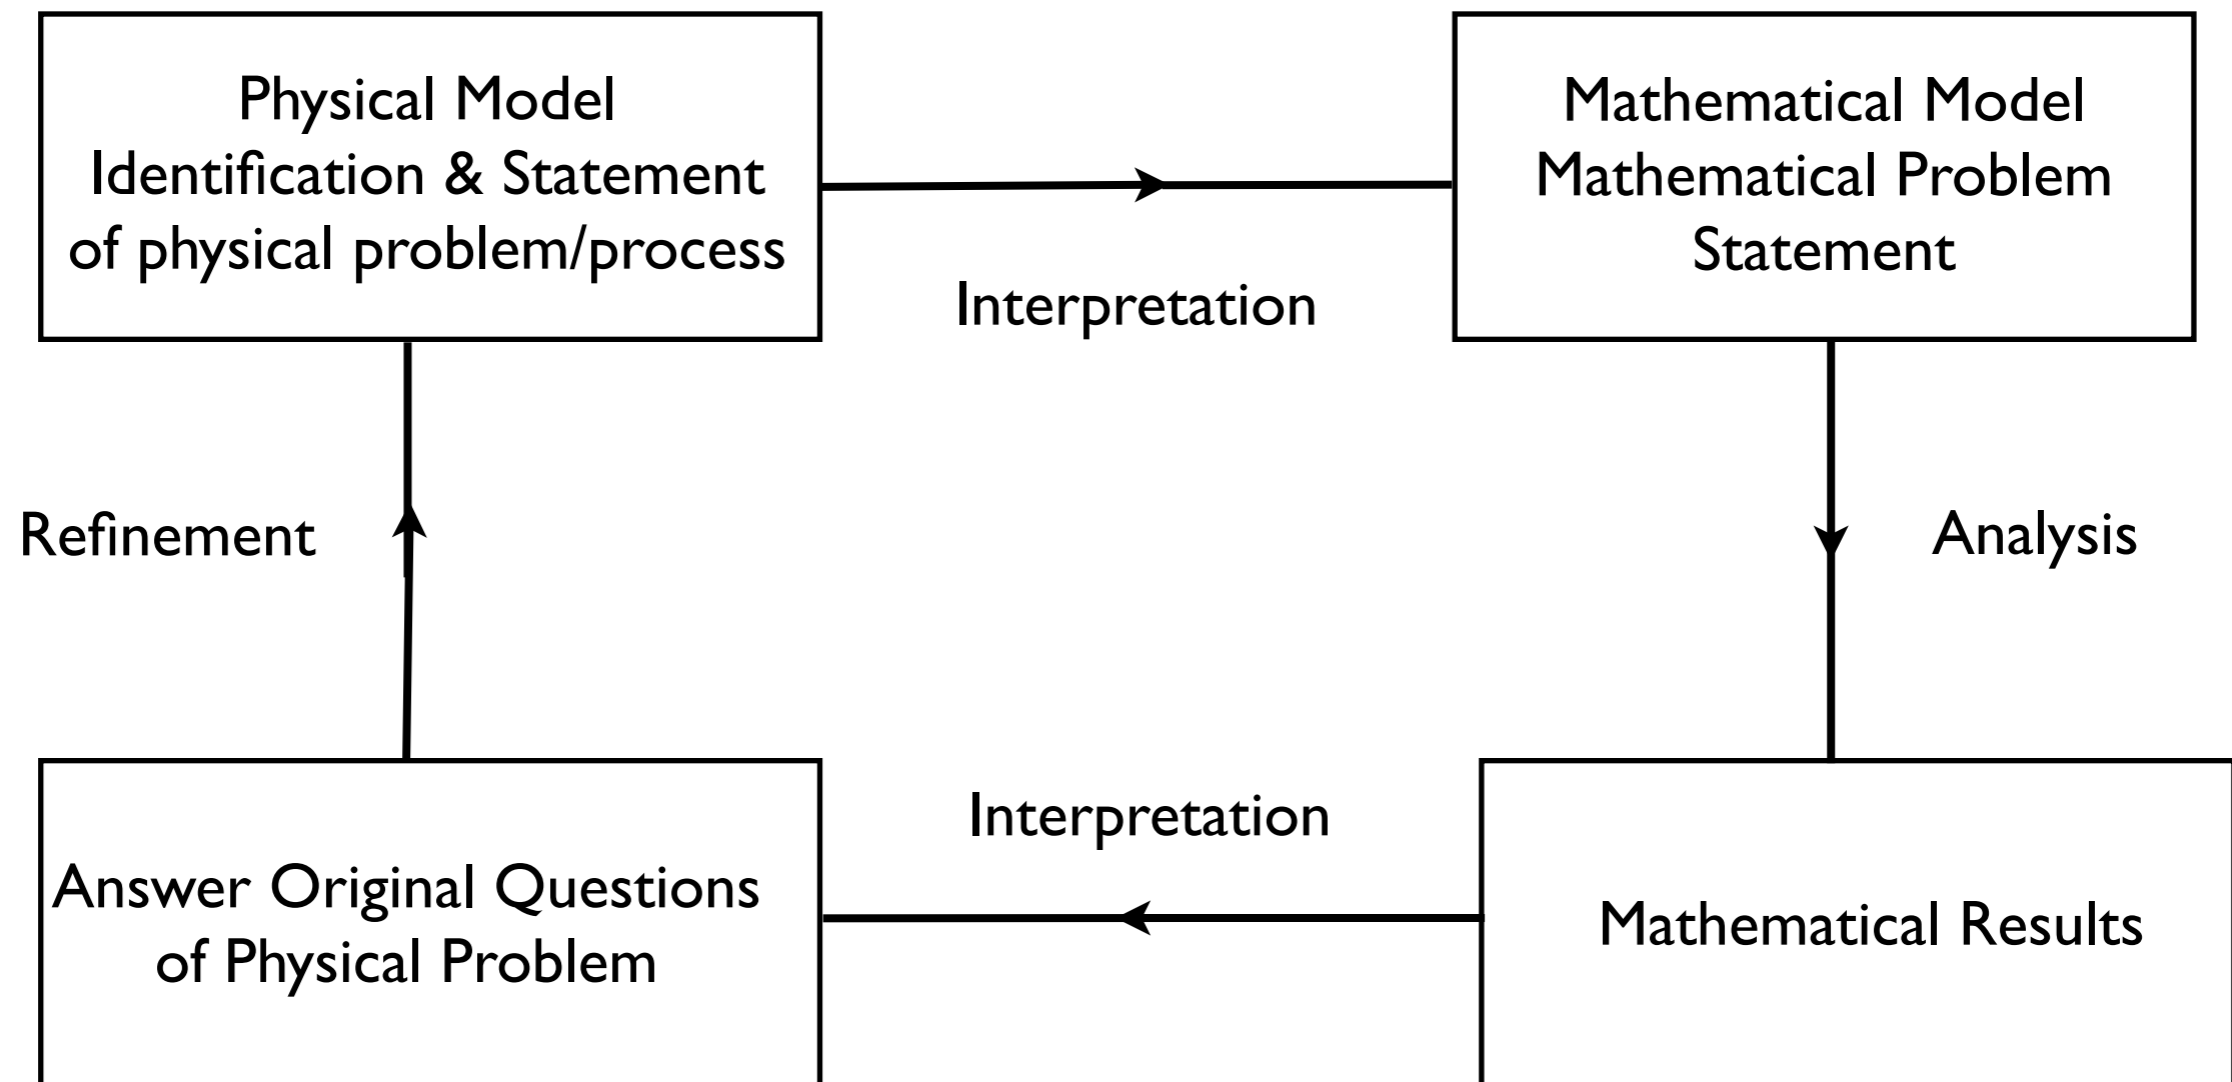 Physical Model
Identification & Statement
of physical problem/process
Interpretation
Mathematical Model
Mathematical Problem
Statement
Refinement
Analysis
Answer Original Questions
of Physical Problem
Interpretation
Mathematical Results